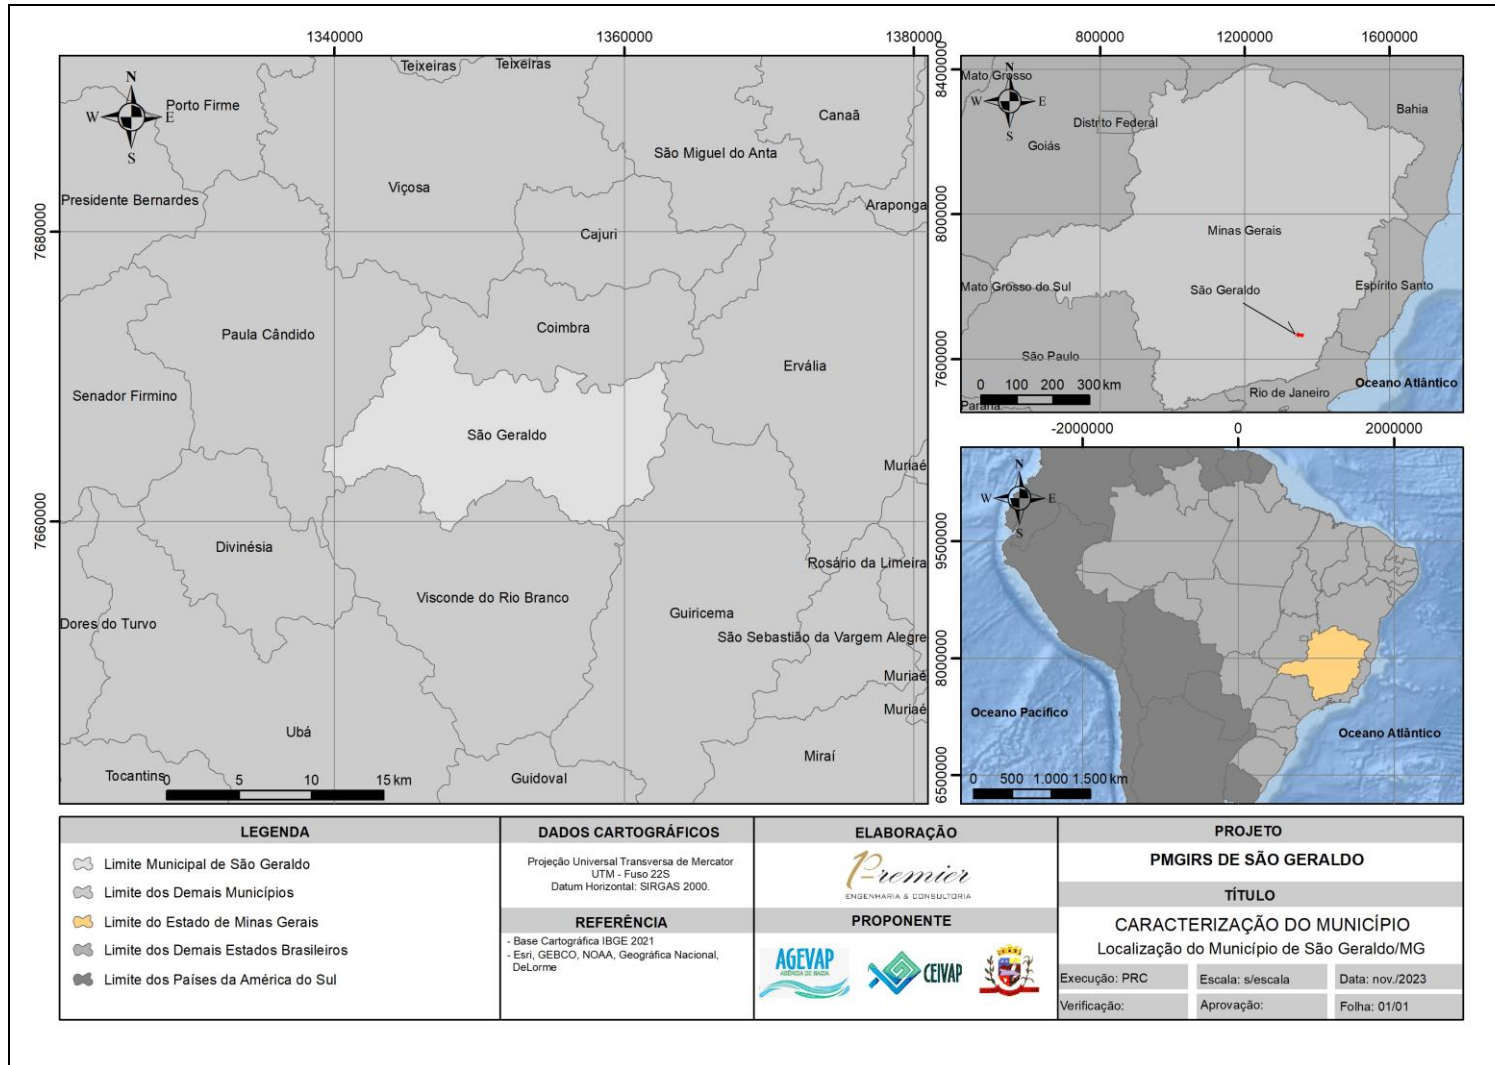 1340000
1360000
1380000
7680000
7660000
N
W
E
S
Teixeiras
Teixeiras
Porto Firme
Canaã
São Miguel do Anta
Viçosa
Presidente Bernardes
Araponga
Cajuri
Coimbra
Paula Cândido
Ervália
Senador Firmino
São Geraldo
Muriaé
Divinésia
Rosário da Limeira
Visconde do Rio Branco
Guiricema
Dores do Turvo
São Sebastião da Vargem Alegre
Muriaé
Muriaé
Ubá
Miraí
Tocantins
Guidoval
0 5 10 15 km
800000
1200000
1600000
8400000
8000000
7600000
Mato Grosso
N
W
E
S
Bahia
Distrito Federal
Goiás
Minas Gerais
Mato Grosso do Sul
São Geraldo
Espírito Santo
São Paulo
0 100 200 300 km
Oceano Atlântico
Rio de Janeiro
Paraná
-2000000
0
2000000
9500000
8000000
6500000
N
W
E
S
Oceano Pacífico
Oceano Atlântico
0 500 1.000 1.500 km
LEGENDA
Limite Municipal de São Geraldo
Limite dos Demais Municípios
Limite do Estado de Minas Gerais
Limite dos Demais Estados Brasileiros
Limite dos Países da América do Sul
DADOS CARTOGRÁFICOS
Projeção Universal Transversa de Mercator
UTM - Fuso 22S
Datum Horizontal: SIRGAS 2000.
REFERÊNCIA
- Base Cartográfica IBGE 2021
- Esri, GEBCO, NOAA, Geográfica Nacional,
DeLorme
ELABORAÇÃO
Premier
ENGENHARIA & CONSULTORIA
PROPONENTE
AGEVAP
AGÊNCIA DE BACIA
CEIVAP
PROJETO
PMGIRS DE SÃO GERALDO
TÍTULO
CARACTERIZAÇÃO DO MUNICÍPIO
Localização do Município de São Geraldo/MG
Execução: PRC
Escala: s/escala
Data: nov./2023
Verificação:
Aprovação:
Folha: 01/01